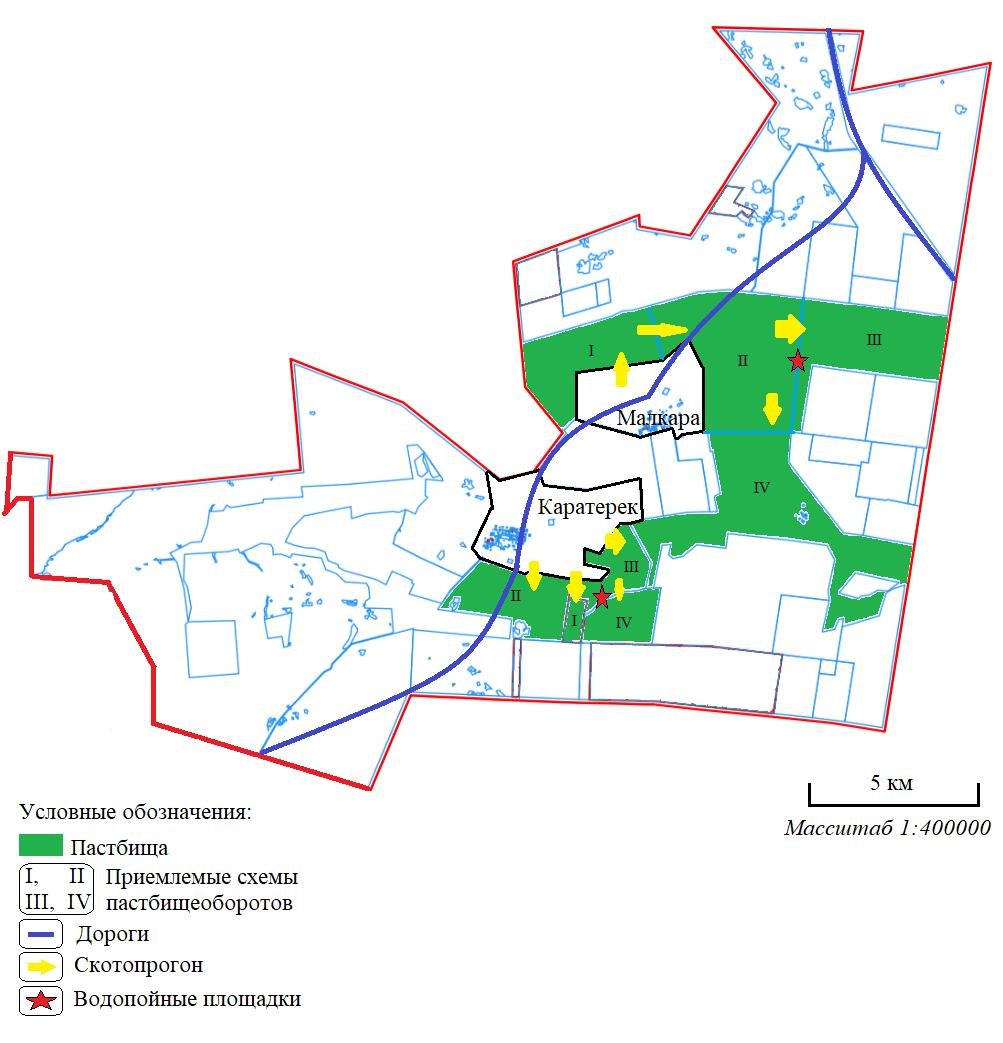 I
II
III
Малкара
IV
Каратерек
III
II
I
IV
5 км
Масштаб 1:400000
Условные обозначения:
Пастбища
I, II
III, IV
Приемлемые схемы
пастбищеоборотов
Дороги
Скотопрогон
Водопойные площадки